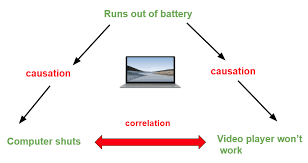 Runs out of battery
causation
causation
correlation
Computer shuts
Video player won't
work